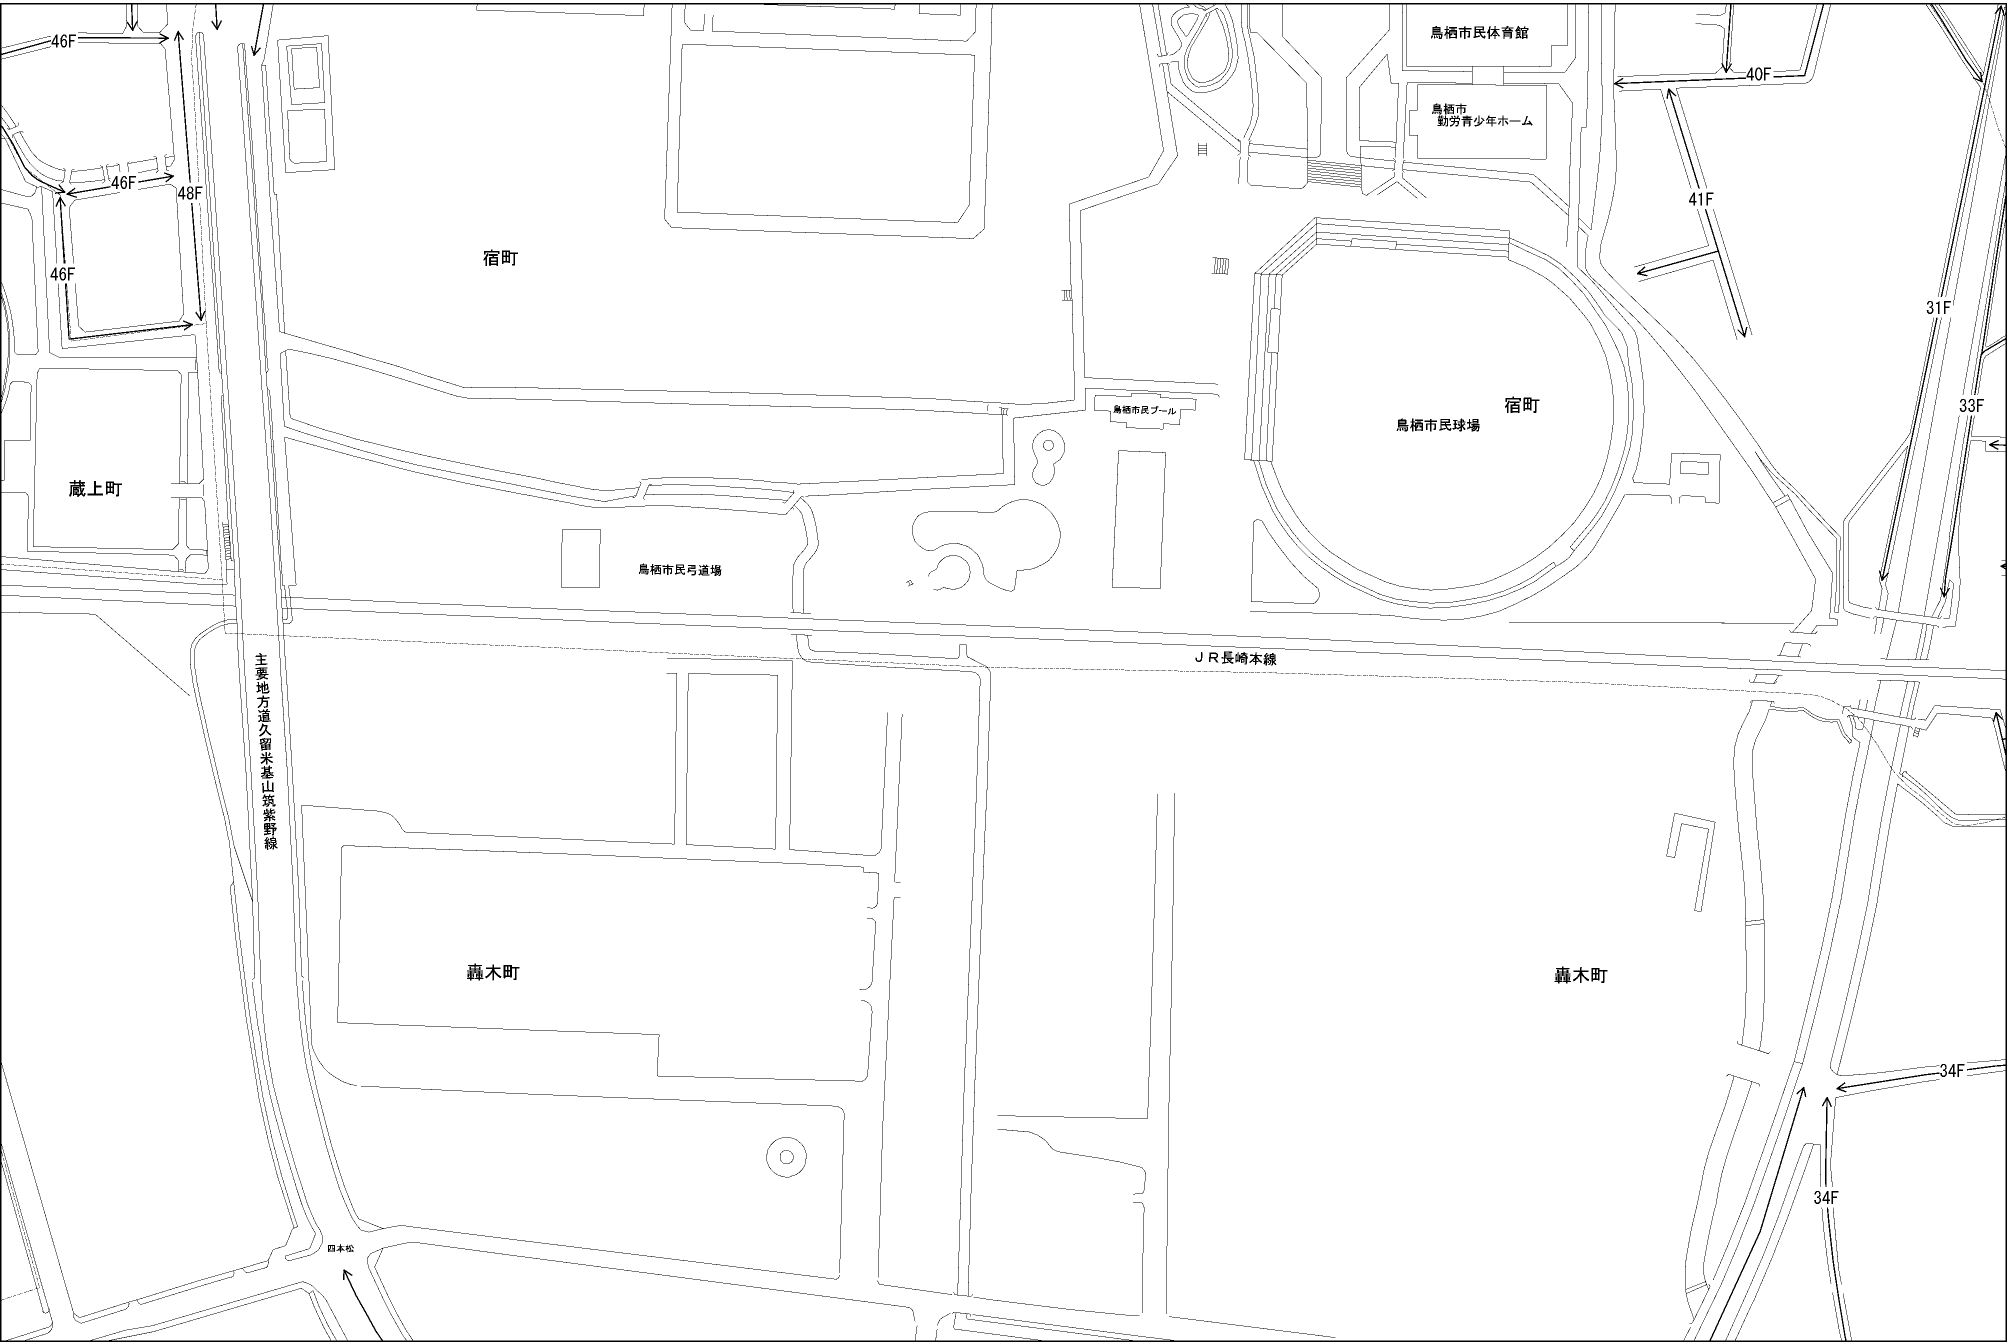 46F
鳥栖市民体育館
40F
鳥栖市
勤労青少年ホーム
46F
48F
41F
宿町
46F
31F
宿町
33F
鳥栖市民プール
鳥栖市民球場
蔵上町
鳥栖市民弓道場
ＪＲ長崎本線
主要地方道久留米基山筑紫野線
轟木町
轟木町
34F
34F
四本松